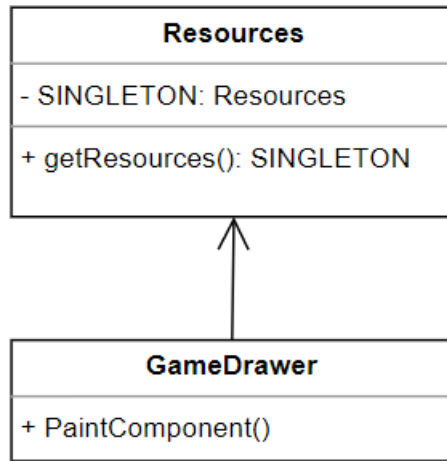 Resources
- SINGLETON: Resources
+ getResources(): SINGLETON
GameDrawer
+ PaintComponent()